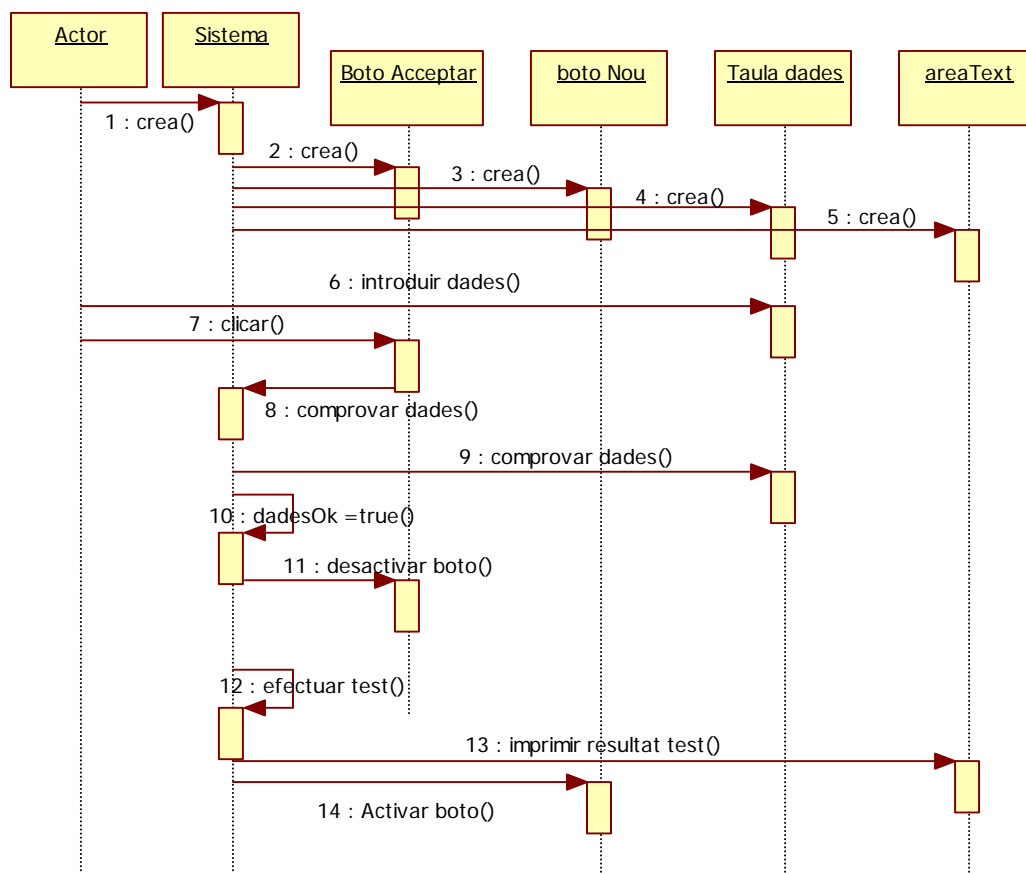 Actor
Sistema
Boto Acceptar
boto Nou
Taula dades
areaText
1 : crea()
2 : crea()
3 : crea()
4 : crea()
5 : crea()
6 : introduir dades()
7 : clicar()
8 : comprovar dades()
9 : comprovar dades()
10 : dadesOk =true()
11 : desactivar boto()
12 : efectuar test()
13 : imprimir resultat test()
14 : Activar boto()